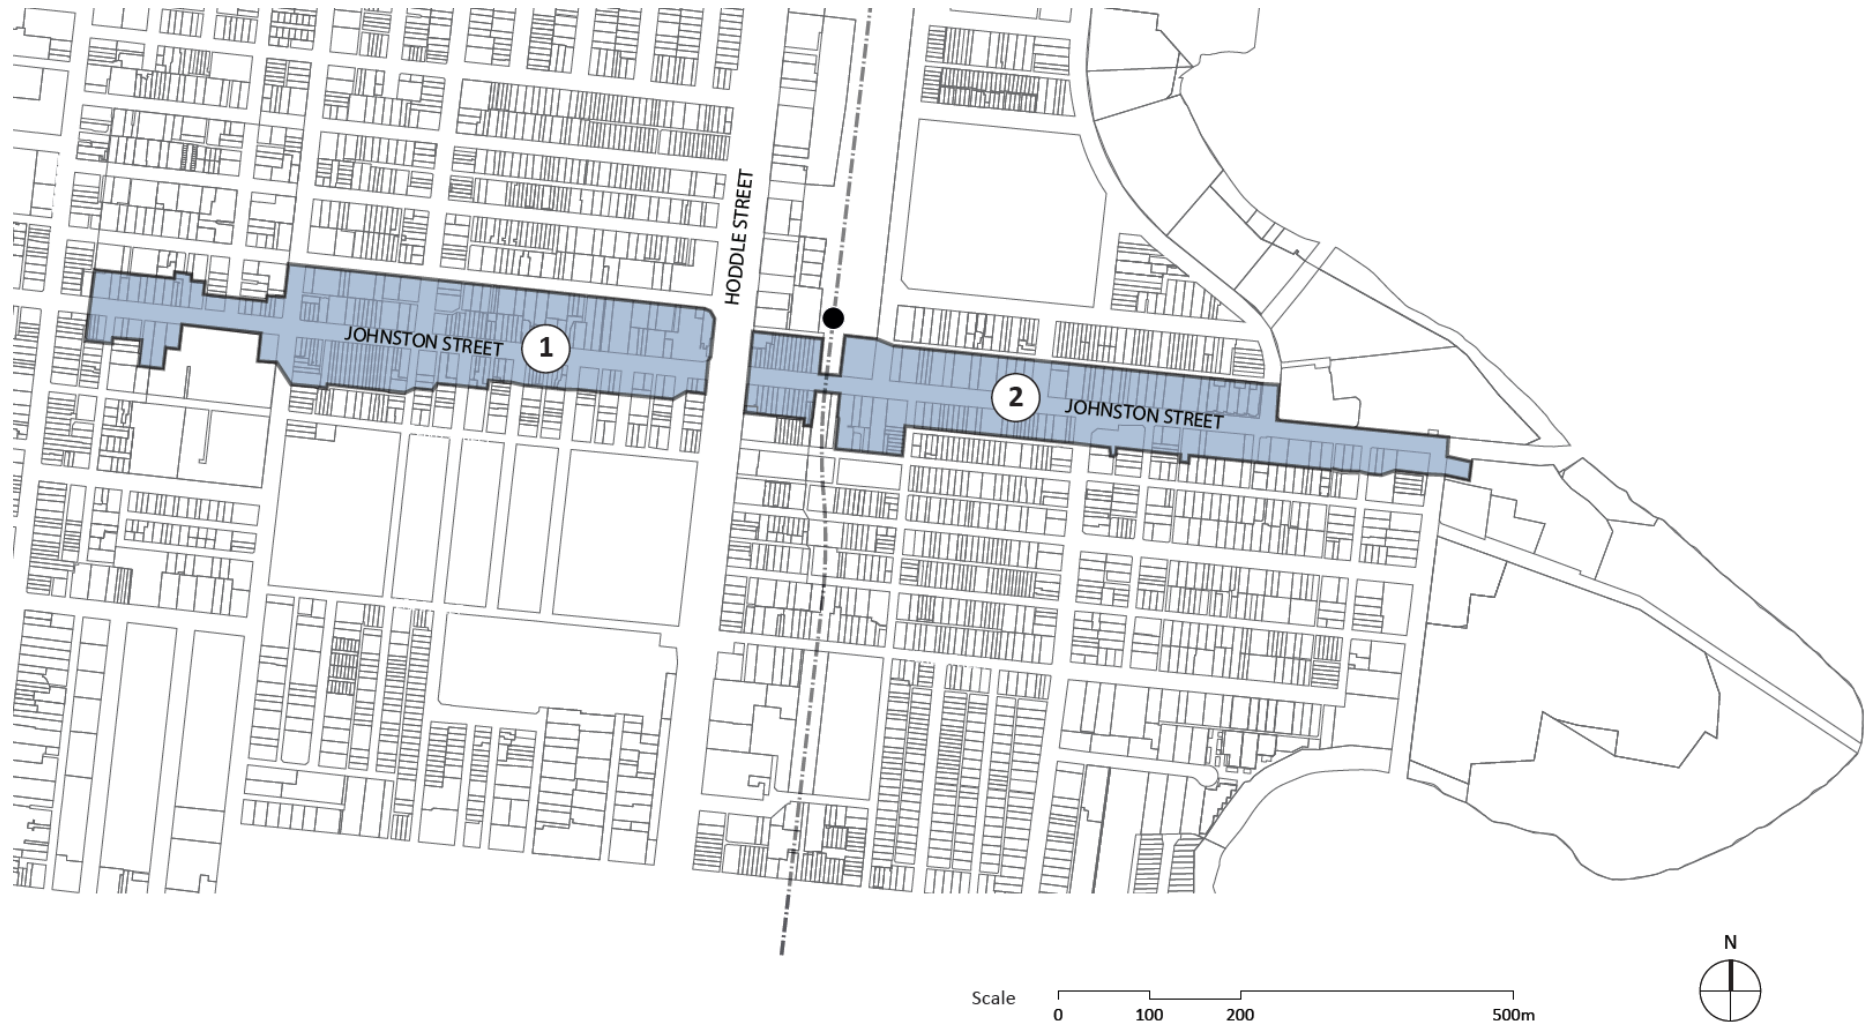 HODDLE STREET
JOHNSTON STREET
1
2
JOHNSTON STREET
N
Scale
0 100 200 500m